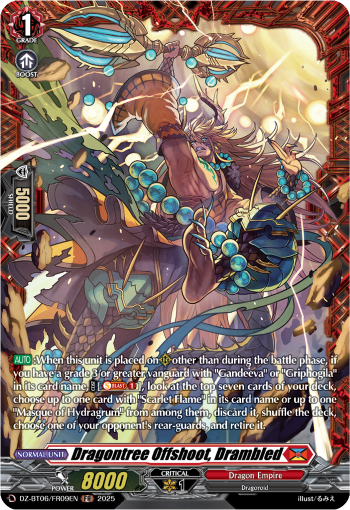 1
GRADE
BOOST
5000
SHIELD
AUTO:When this unit is placed on R other than during the battle phase, if
you have a grade 3 or greater vanguard with "Gandeeva" or "Griphogila"
in its card name, [SOUL BLAST 1], look at the top seven cards of your deck,
choose up to one card with "Scarlet Flame" in its card name or up to one
"Masque of Hydragrum" from among them, discard it, shuffle the deck,
choose one of your opponent's rear-guards, and retire it.
NORMAL UNIT
Dragontree Offshoot, Drambled
POWER 8000
CRITICAL
1
Dragon Empire
Dragoroid
DZ-BT06/FR09EN FR 2025
illust/るみえ